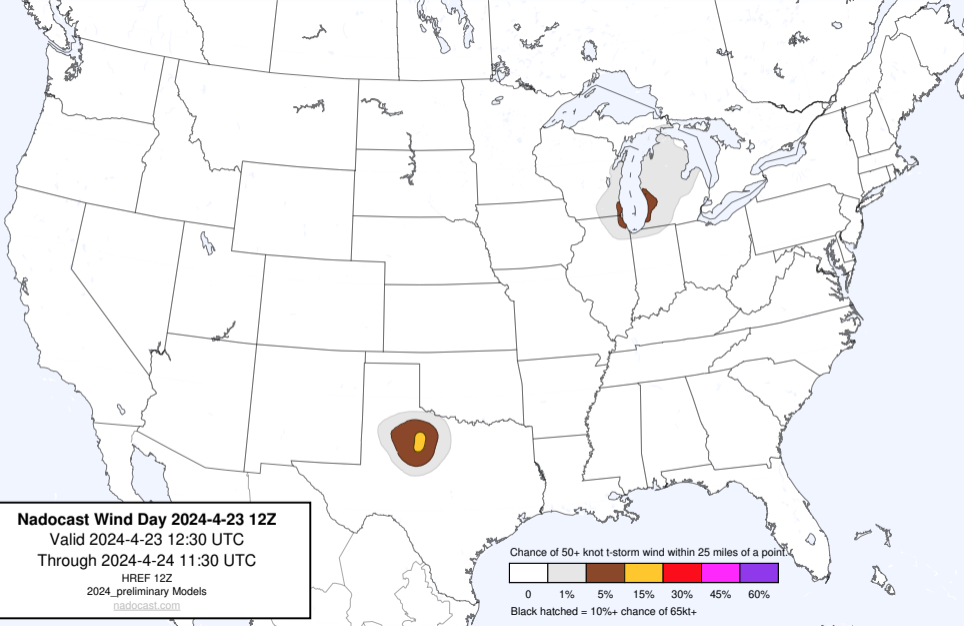 Nadocast Wind Day 2024-4-23 12Z
Valid 2024-4-23 12:30 UTC
Through 2024-4-24 11:30 UTC
HREF 12Z
2024_preliminary Models
nadocast.com
Chance of 50+ knot t-storm wind within 25 miles of a point.
0 1% 5% 15% 30% 45% 60%
Black hatched = 10%+ chance of 65kt+